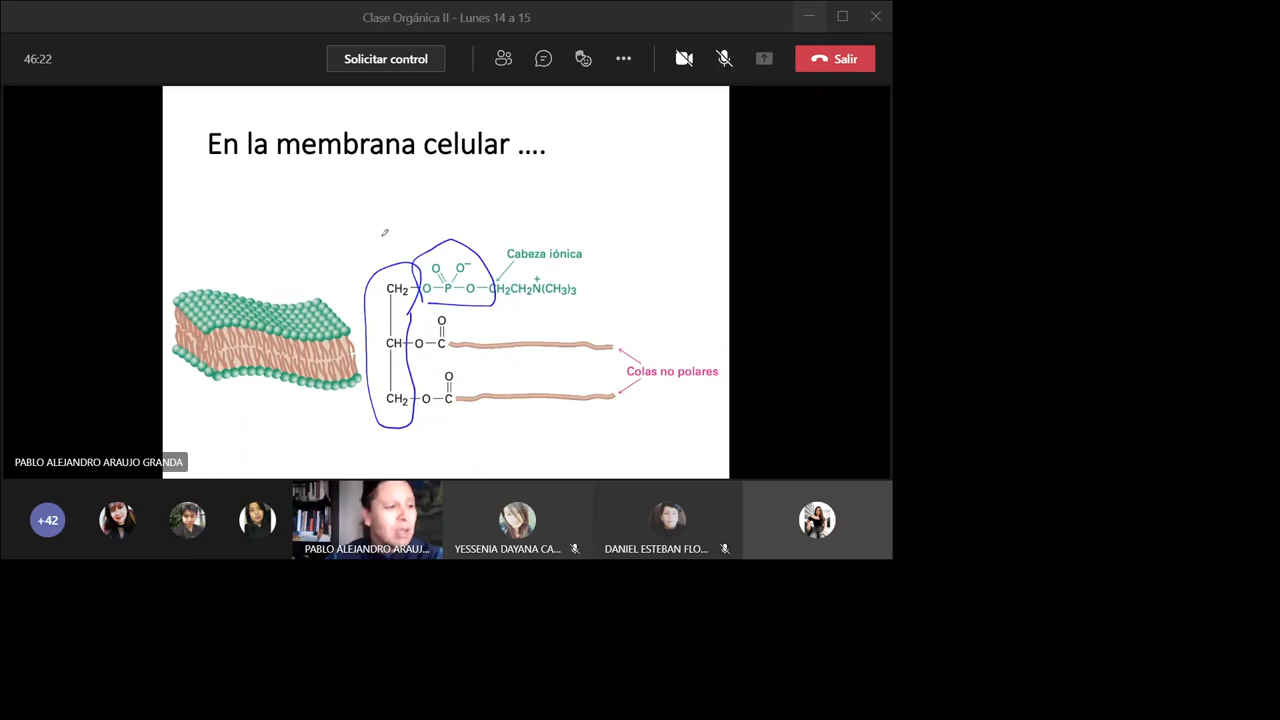 Clase Orgánica II - Lunes 14 a 15
46:22
Solicitar control
Salir
En la membrana celular ....
Cabeza iónica
O O–
CH2–O–P–O–CH2CH2N+(CH3)3
O
CH–O–C
Colas no polares
O
CH2–O–C
PABLO ALEJANDRO ARAUJO GRANDA
+42
PABLO ALEJANDRO ARAUJ...
YESSENIA DAYANA CA...
DANIEL ESTEBAN FLO...